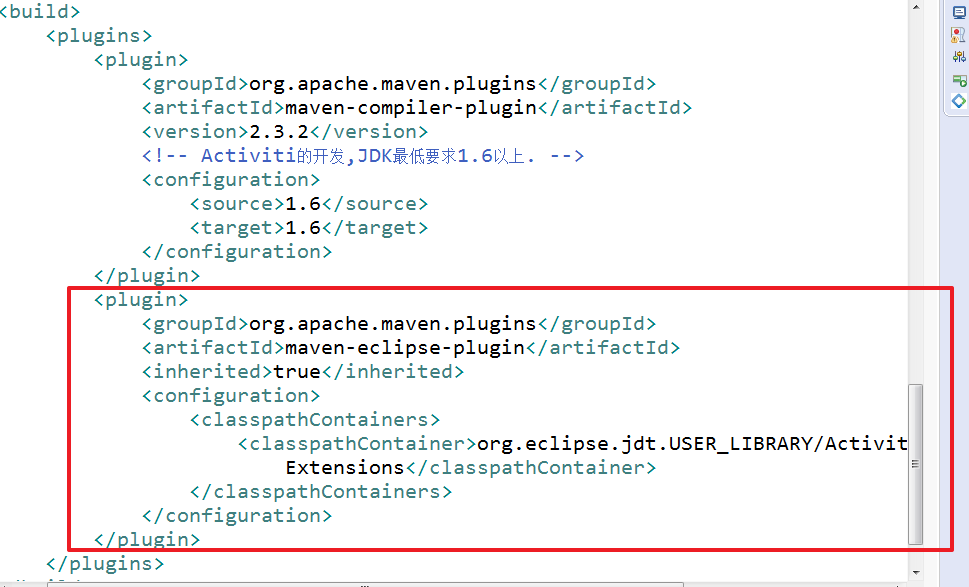 <build>
<plugins>
<plugin>
<groupId>org.apache.maven.plugins</groupId>
<artifactId>maven-compiler-plugin</artifactId>
<version>2.3.2</version>
<!-- Activiti的开发,JDK最低要求1.6以上. -->
<configuration>
<source>1.6</source>
<target>1.6</target>
</configuration>
</plugin>
<plugin>
<groupId>org.apache.maven.plugins</groupId>
<artifactId>maven-eclipse-plugin</artifactId>
<inherited>true</inherited>
<configuration>
<classpathContainers>
<classpathContainer>org.eclipse.jdt.USER_LIBRARY/Activit
Extensions</classpathContainer>
</classpathContainers>
</configuration>
</plugin>
</plugins>